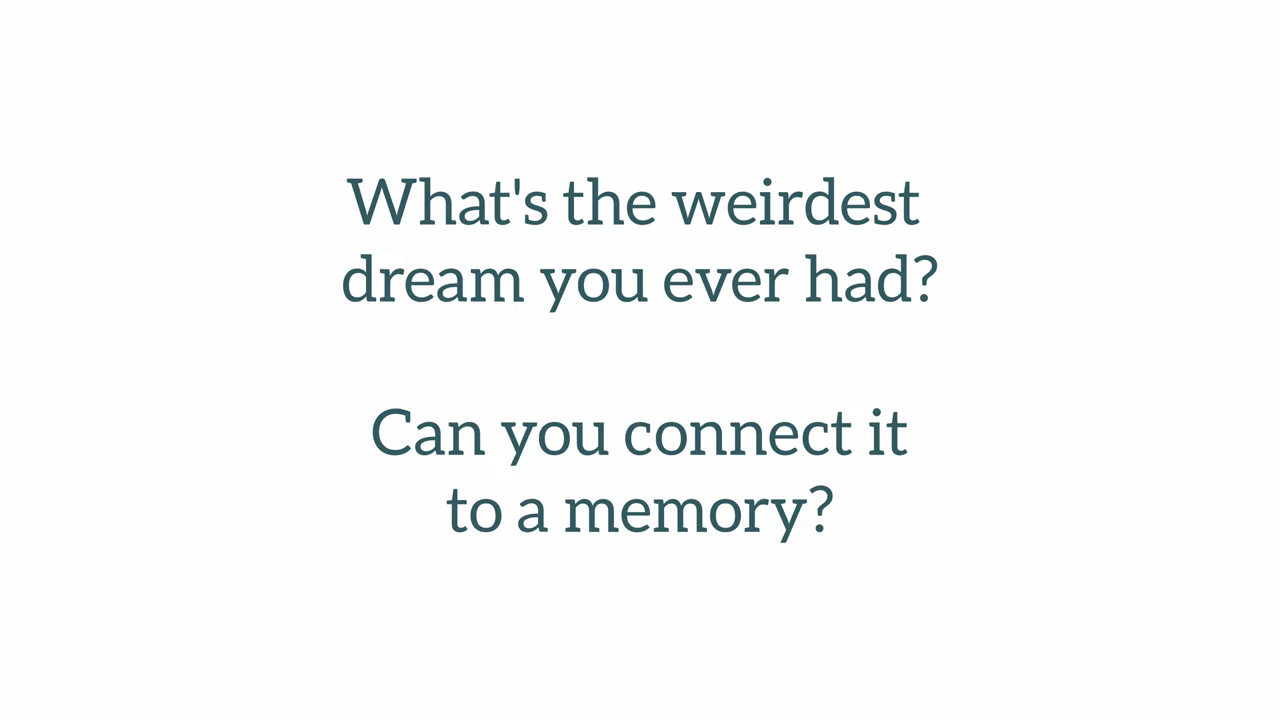 What's the weirdest
dream you ever had?
Can you connect it
to a memory?